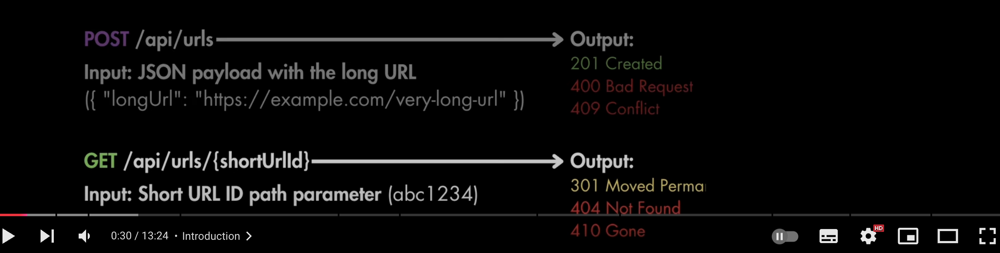 POST /api/urls
Output:
201 Created
Input: JSON payload with the long URL
400 Bad Request
({ "longUrl": "https://example.com/very-long-url" })
409 Conflict
GET /api/urls/{shortUrlId}
Output:
301 Moved Perma
Input: Short URL ID path parameter (abc1234)
404 Not Found
410 Gone
0:30 / 13:24 • Introduction
HD